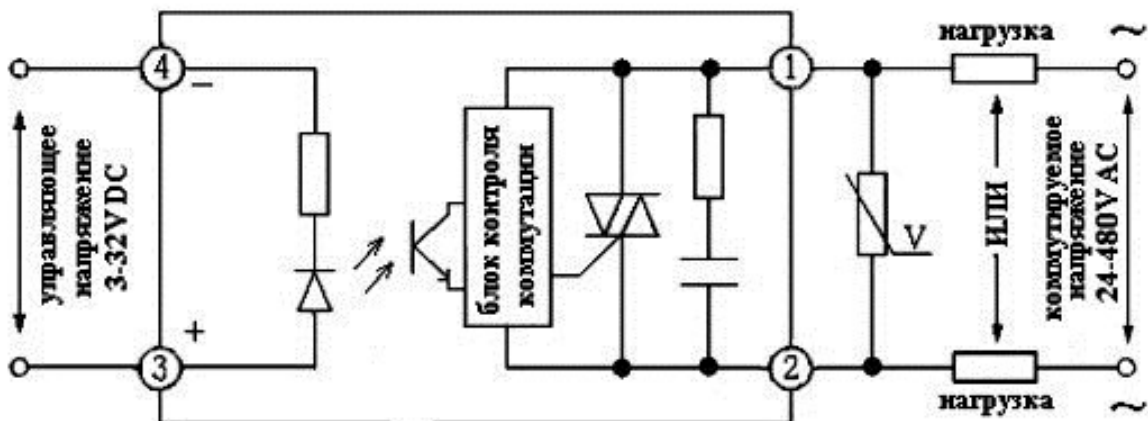 нагрузка
~
4
1
−
управляющее
напряжение
3-32VDC
блок контроля
коммутации
V
ИЛИ
коммутируемое
напряжение
24-480VAC
+
3
2
нагрузка
~